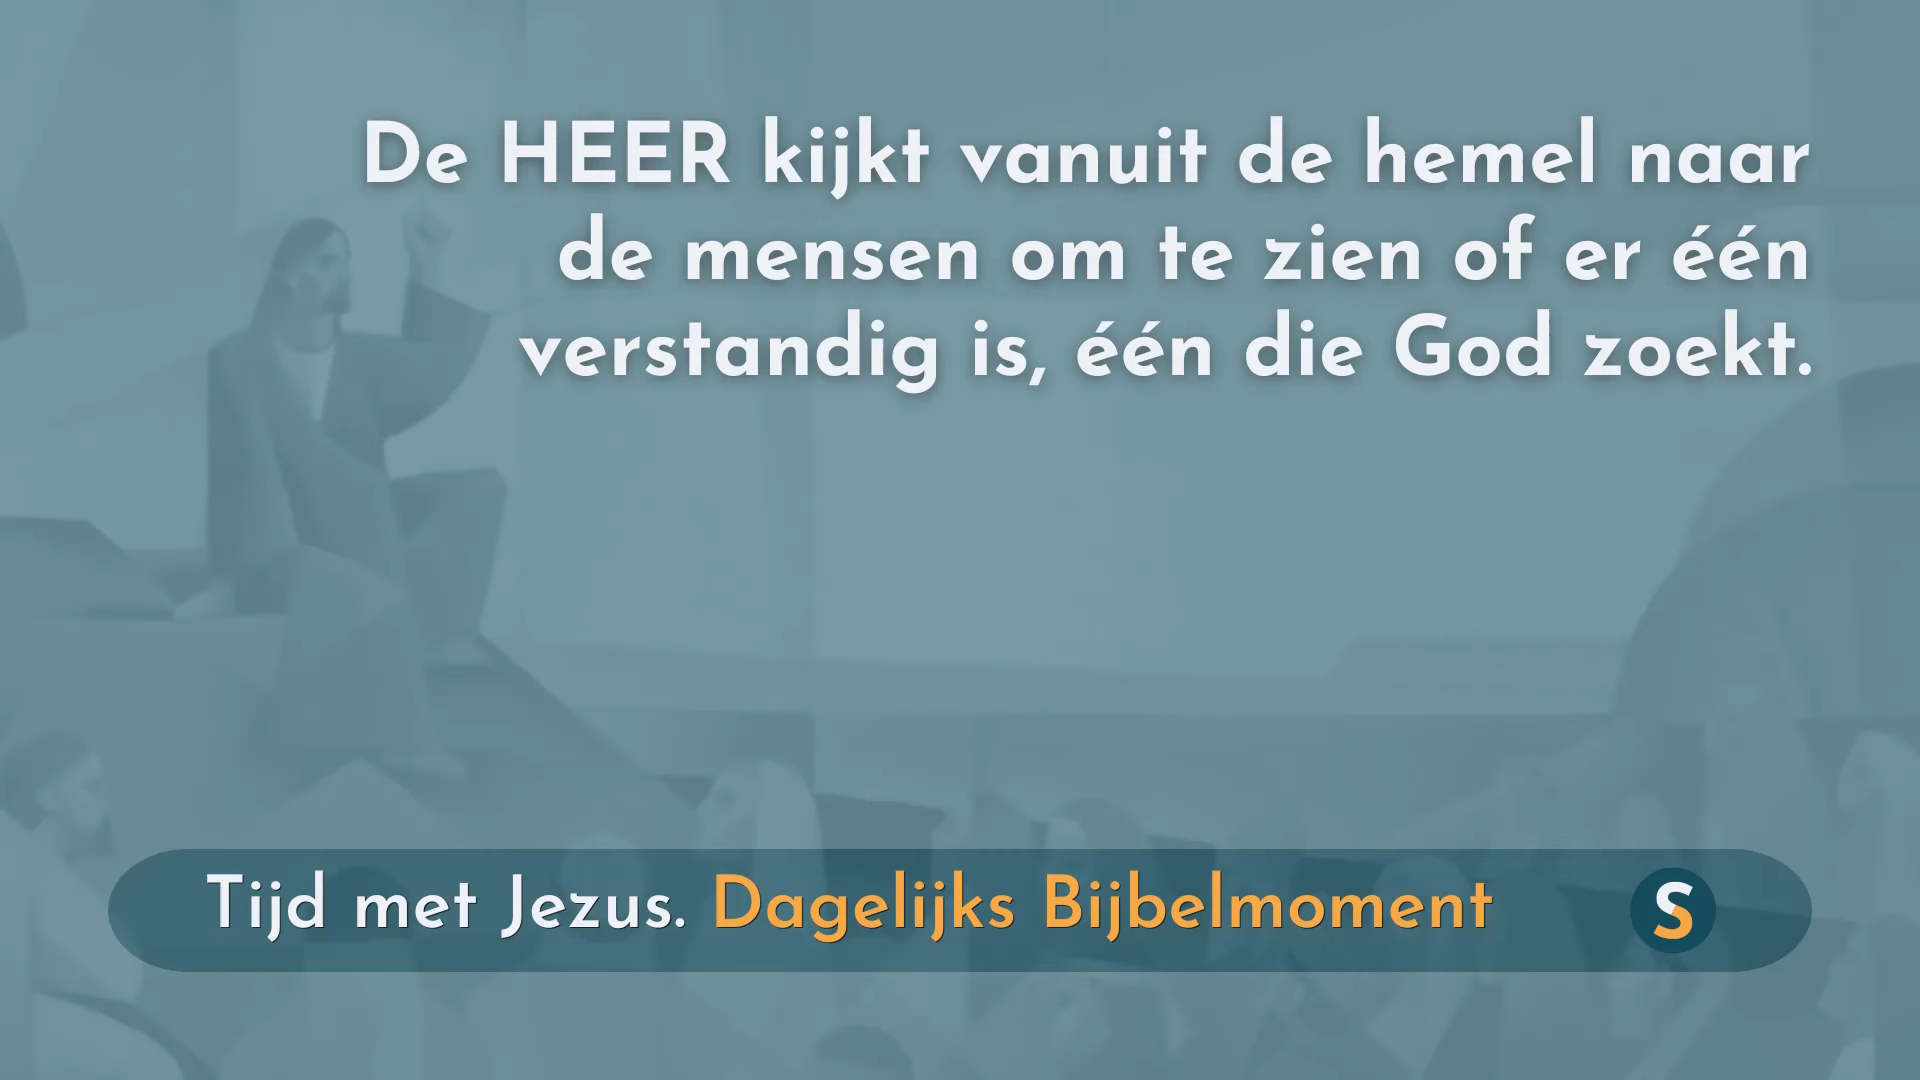 De HEER kijkt vanuit de hemel naar
de mensen om te zien of er één
verstandig is, één die God zoekt.
Tijd met Jezus. Dagelijks Bijbelmoment
S